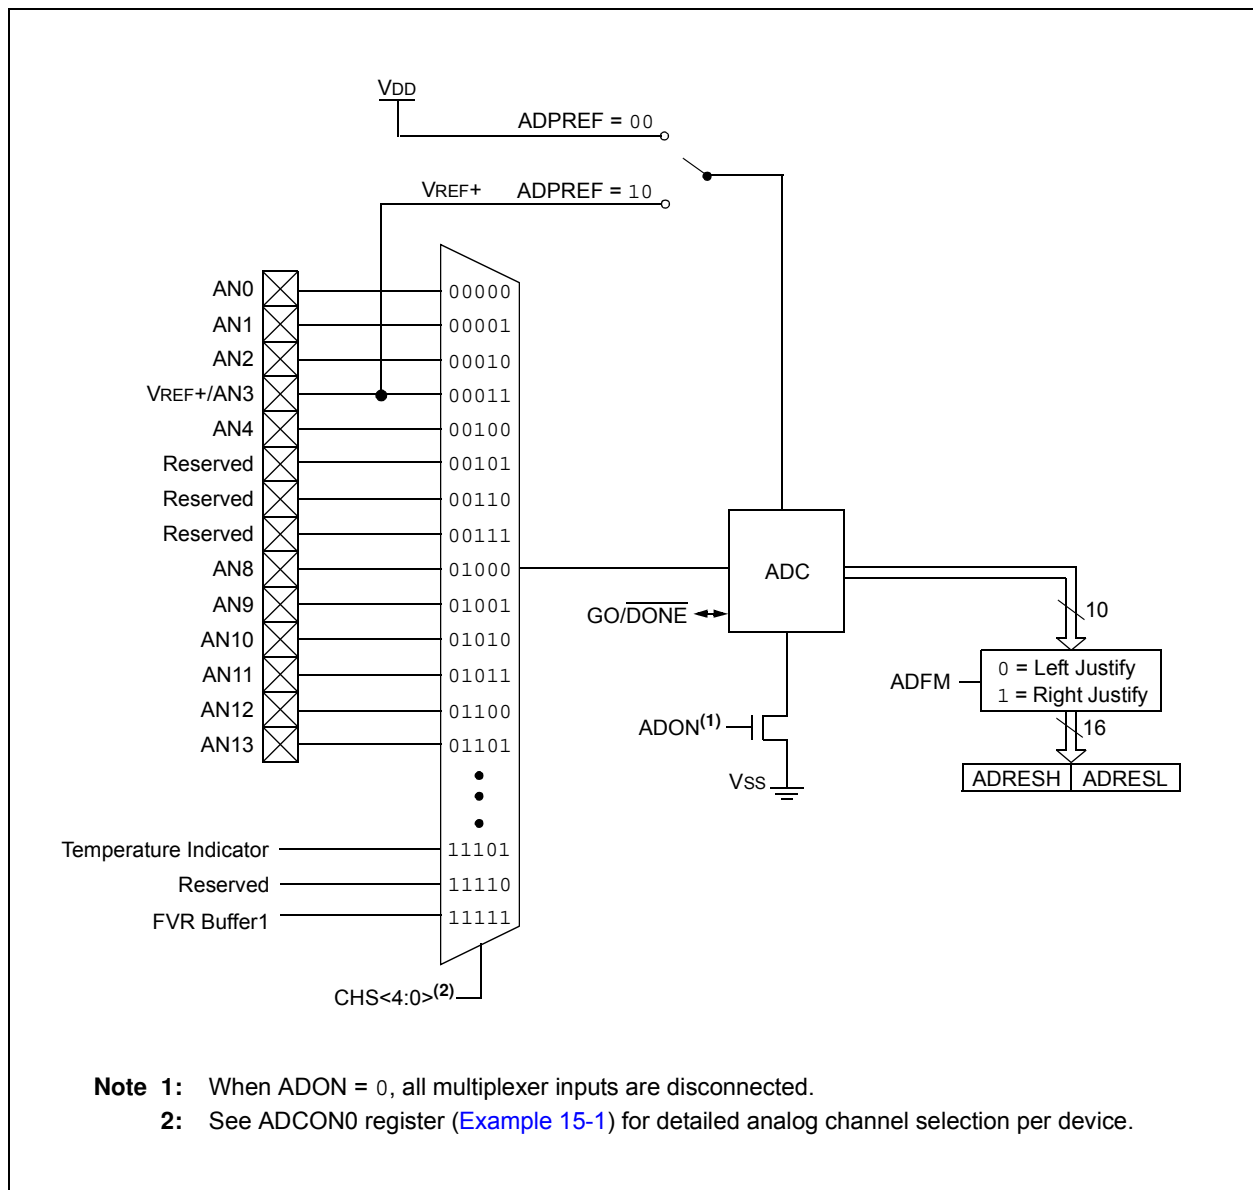 VDD
ADPREF = 00
VREF+ ADPREF = 10
AN0 00000
AN1 00001
AN2 00010
VREF+/AN3 00011
AN4 00100
Reserved 00101
Reserved 00110
Reserved 00111
AN8 01000
AN9 01001
AN10 01010
AN11 01011
AN12 01100
AN13 01101
Temperature Indicator 11101
Reserved 11110
FVR Buffer1 11111
CHS<4:0>(2)
ADC
GO/DONE
ADON(1)
VSS
10
ADFM
0 = Left Justify
1 = Right Justify
16
ADRESH ADRESL
Note 1: When ADON = 0, all multiplexer inputs are disconnected.
2: See ADCON0 register (Example 15-1) for detailed analog channel selection per device.